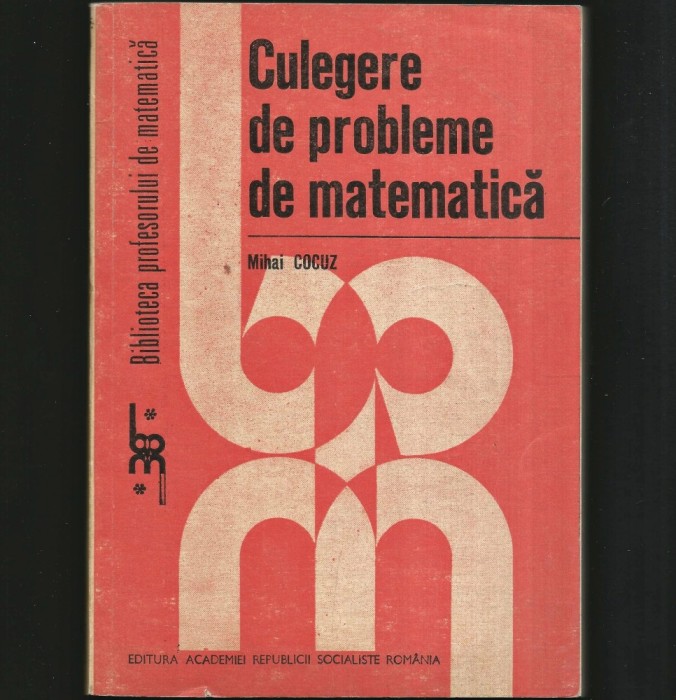 Culegere
de probleme
de matematică
Mihai COCUZ
Biblioteca profesorului de matematică
EDITURA ACADEMIEI REPUBLICII SOCIALISTE ROMÂNIA